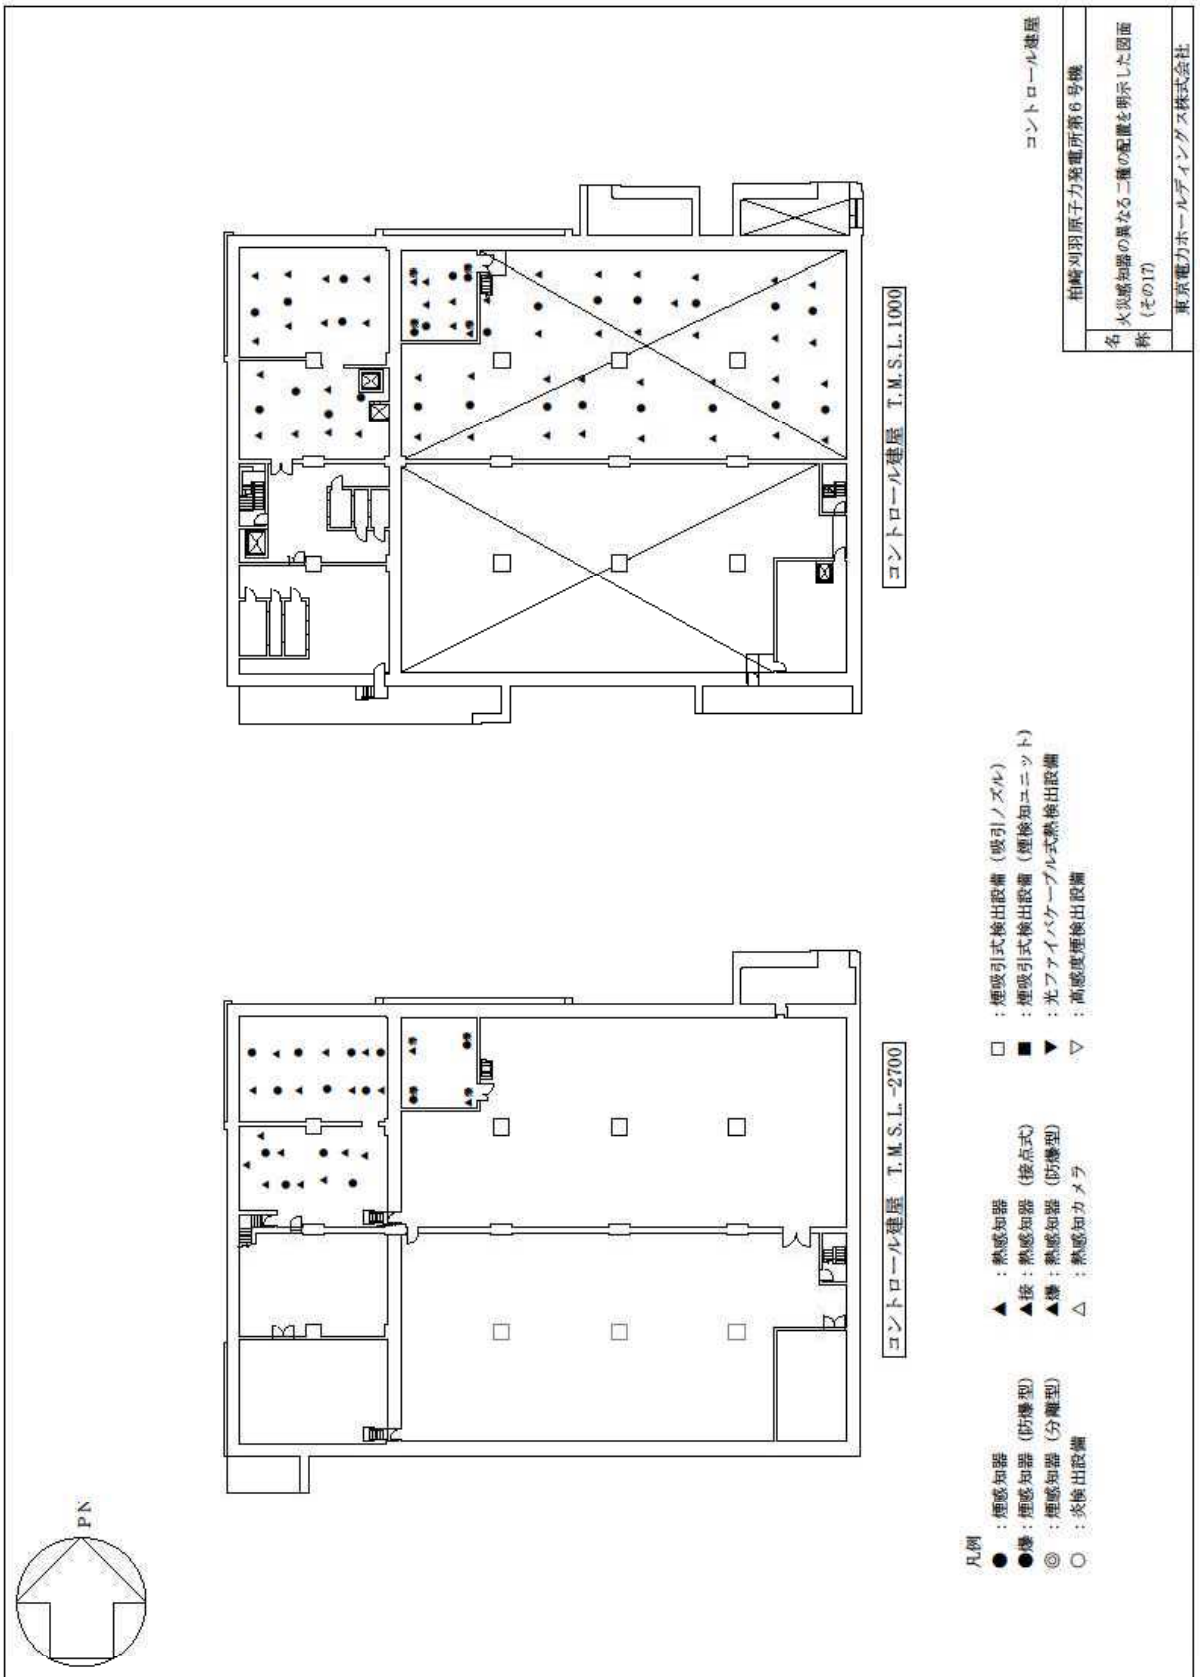 PN
コントロール建屋 T.M.S.L.-2700
コントロール建屋 T.M.S.L.1000
凡例
● :煙感知器
●爆:煙感知器(防爆型)
◎ :煙感知器(分離型)
○ :炎検出設備
▲ :熱感知器
▲接:熱感知器(接点式)
▲爆:熱感知器(防爆型)
△ :熱感知カメラ
□ :煙吸引式検出設備(吸引ノズル)
■ :煙吸引式検出設備(煙検知ユニット)
▼ :光ファイバケーブル式熱検出設備
▽ :高感度煙検出設備
コントロール建屋
柏崎刈羽原子力発電所第6号機
名称
火災感知器の異なる二種の配置を明示した図面
(その17)
東京電力ホールディングス株式会社